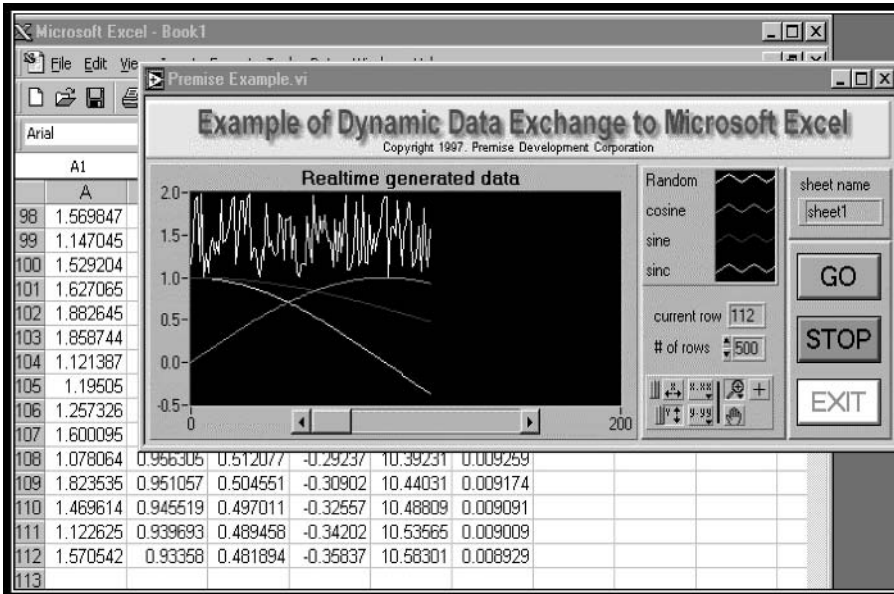 Microsoft Excel - Book1
File Edit Vie
Premise Example.vi
Arial
Example of Dynamic Data Exchange to Microsoft Excel
Copyright 1997. Premise Development Corporation
A1
A
98 1.569847
99 1.147045
100 1.529204
101 1.627065
102 1.882645
103 1.858744
104 1.121387
105 1.19505
106 1.257326
107 1.600095
108 1.078064 0.956305 0.512077 -0.29237 10.39231 0.009259
109 1.823535 0.951057 0.504551 -0.30902 10.44031 0.009174
110 1.469614 0.945519 0.497011 -0.32557 10.48809 0.009091
111 1.122625 0.939693 0.489458 -0.34202 10.53565 0.009009
112 1.570542 0.93358 0.481894 -0.35837 10.58301 0.008929
113
Realtime generated data
2.0
1.5
1.0
0.5
0.0
-0.5
0 200
Random
cosine
sine
sinc
current row 112
# of rows 500
X x.xx
Y y.yy
sheet name
sheet1
GO
STOP
EXIT